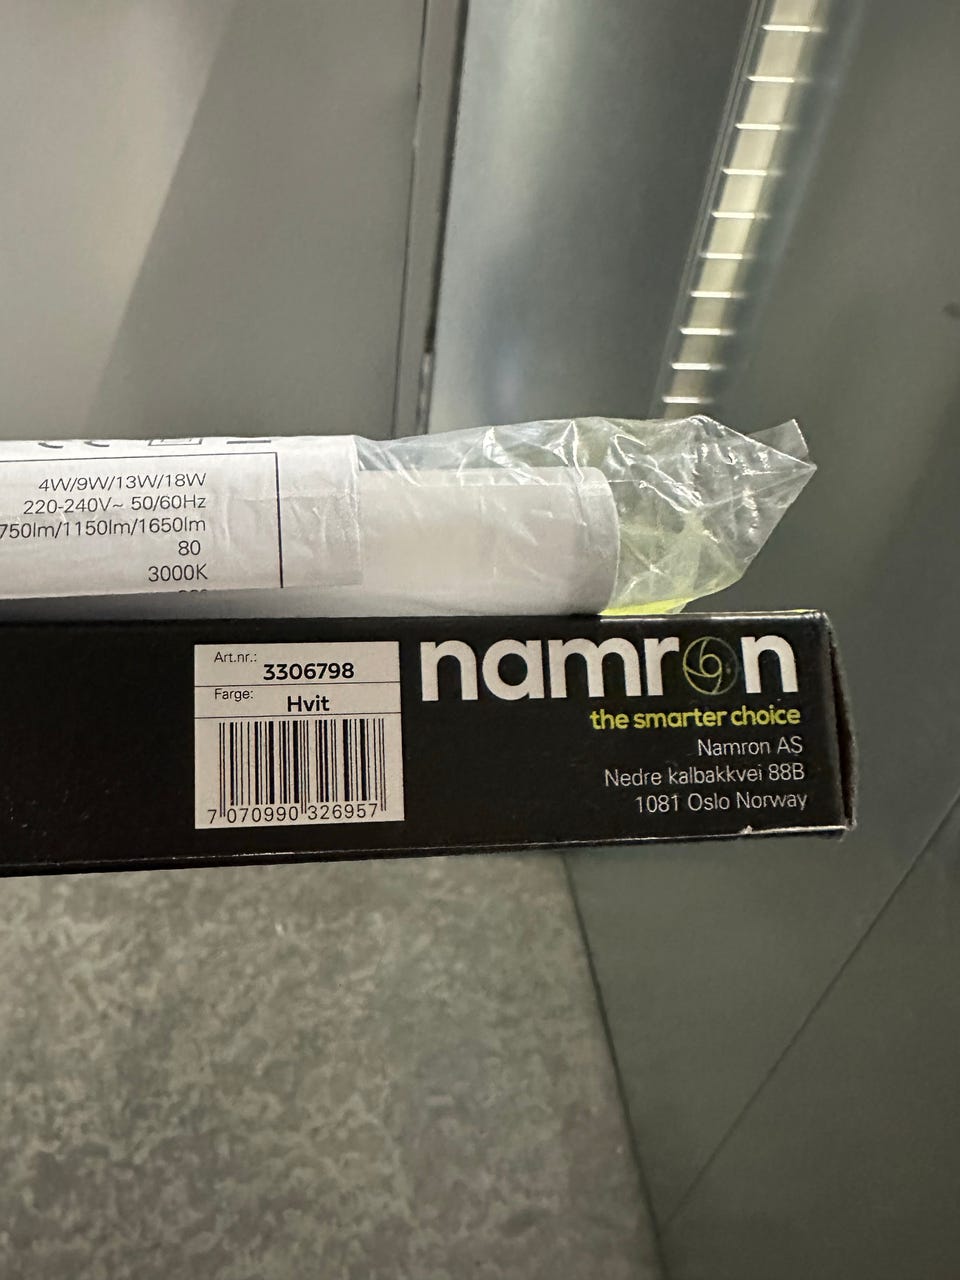 4W/9W/13W/18W
220-240V~ 50/60Hz
750lm/1150lm/1650lm
80
3000K
Art.nr.:
3306798
Farge:
Hvit
7 070990 326957
namron
the smarter choice
Namron AS
Nedre kalbakkvei 88B
1081 Oslo Norway